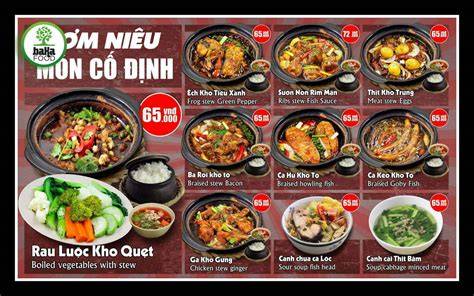 baka
FOOD
ƠM NIÊU
MÓN CỐ ĐỊNH
65.000
vnđ
Rau Luộc Kho Quẹt
Boiled vegetables with stew
65
Ếch Kho Tiêu Xanh
Frog stew Green Pepper
72
Sườn Non Rim Mắn
Ribs stew Fish Sauce
65
Thịt Kho Trứng
Meat stew Eggs
65
Ba Rọi kho tộ
Braised stew Bacon
65
Cá Hú Kho Tộ
Braised howling fish
65
Cá Kèo Kho Tộ
Braised Goby Fish
65
Gà Kho Gừng
Chicken stew ginger
65
Canh chua cá Lóc
Sour soup fish head
65
Canh cải Thịt Bằm
Soup cabbage minced meat